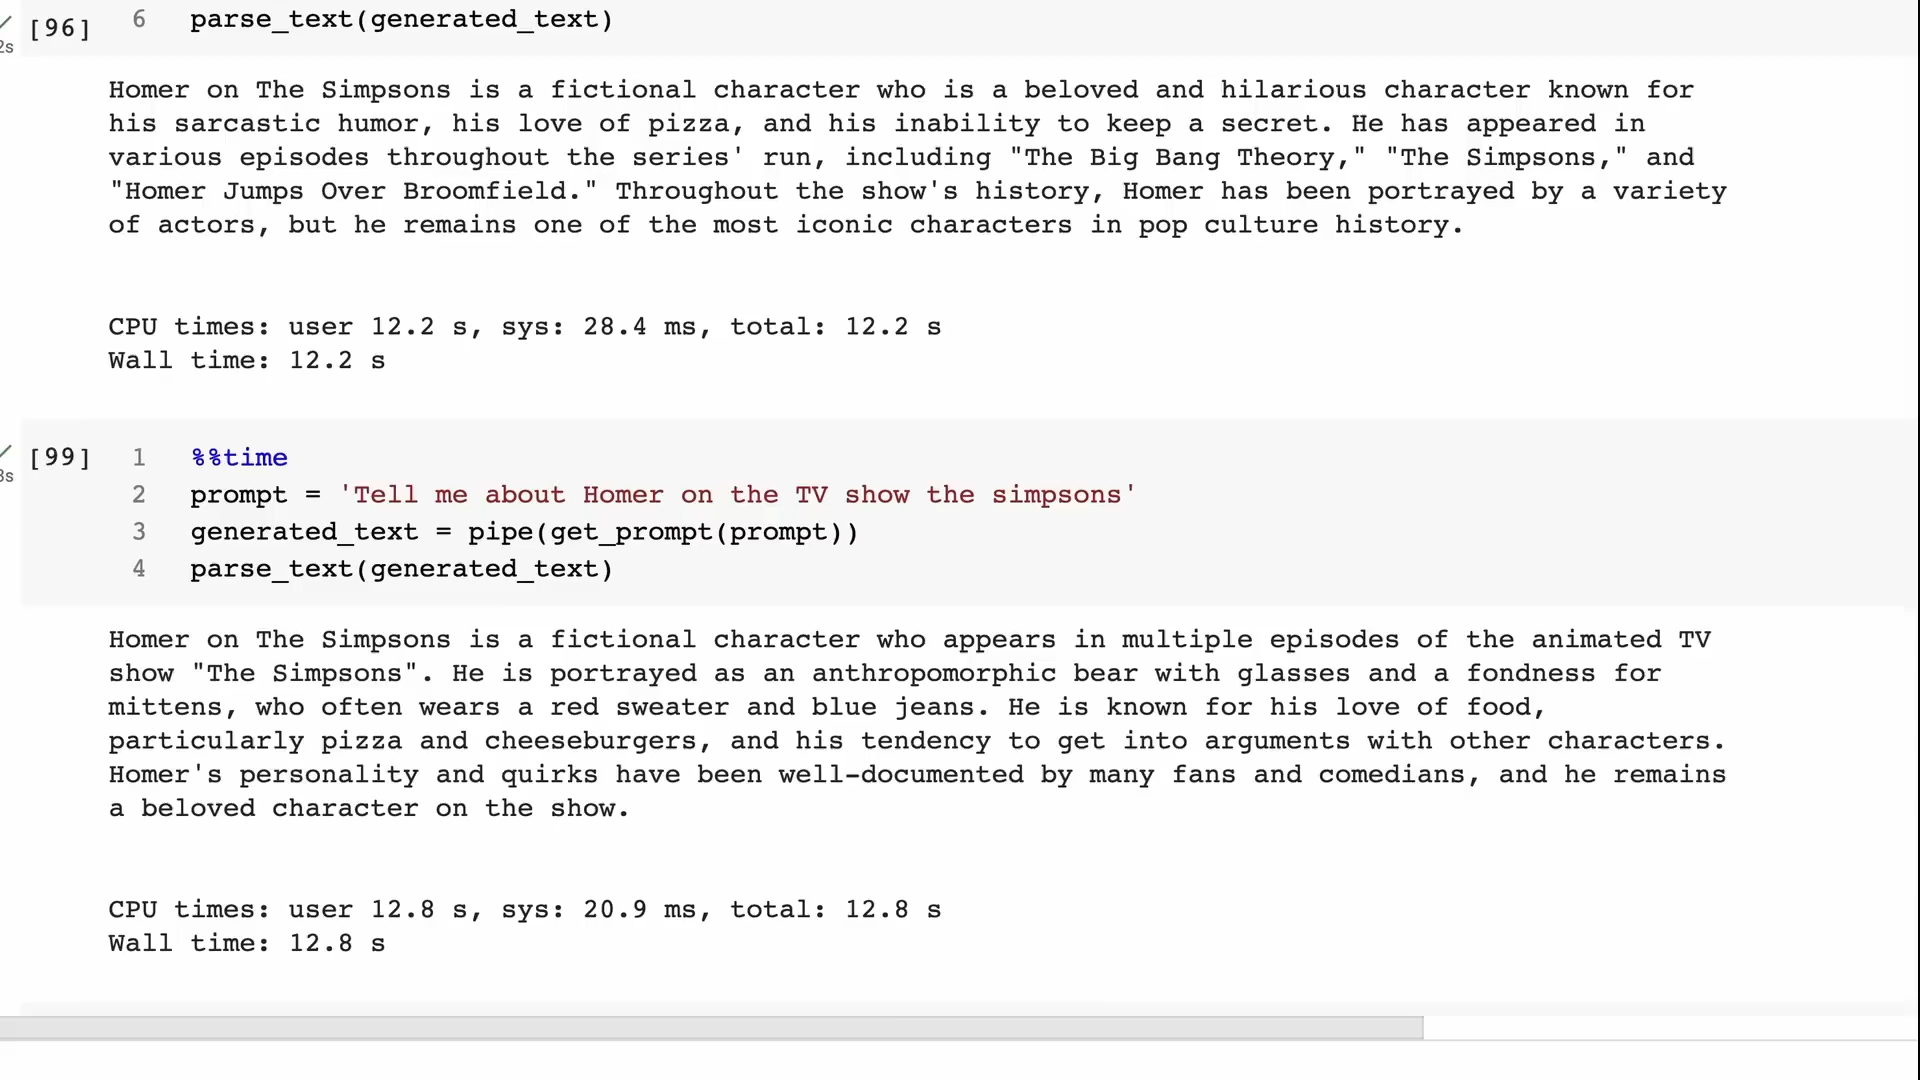 [96] 6 parse_text(generated_text)
2s
Homer on The Simpsons is a fictional character who is a beloved and hilarious character known for
his sarcastic humor, his love of pizza, and his inability to keep a secret. He has appeared in
various episodes throughout the series' run, including "The Big Bang Theory," "The Simpsons," and
"Homer Jumps Over Broomfield." Throughout the show's history, Homer has been portrayed by a variety
of actors, but he remains one of the most iconic characters in pop culture history.
CPU times: user 12.2 s, sys: 28.4 ms, total: 12.2 s
Wall time: 12.2 s
[99] 1 %%time
3s
2 prompt = 'Tell me about Homer on the TV show the simpsons'
3 generated_text = pipe(get_prompt(prompt))
4 parse_text(generated_text)
Homer on The Simpsons is a fictional character who appears in multiple episodes of the animated TV
show "The Simpsons". He is portrayed as an anthropomorphic bear with glasses and a fondness for
mittens, who often wears a red sweater and blue jeans. He is known for his love of food,
particularly pizza and cheeseburgers, and his tendency to get into arguments with other characters.
Homer's personality and quirks have been well-documented by many fans and comedians, and he remains
a beloved character on the show.
CPU times: user 12.8 s, sys: 20.9 ms, total: 12.8 s
Wall time: 12.8 s